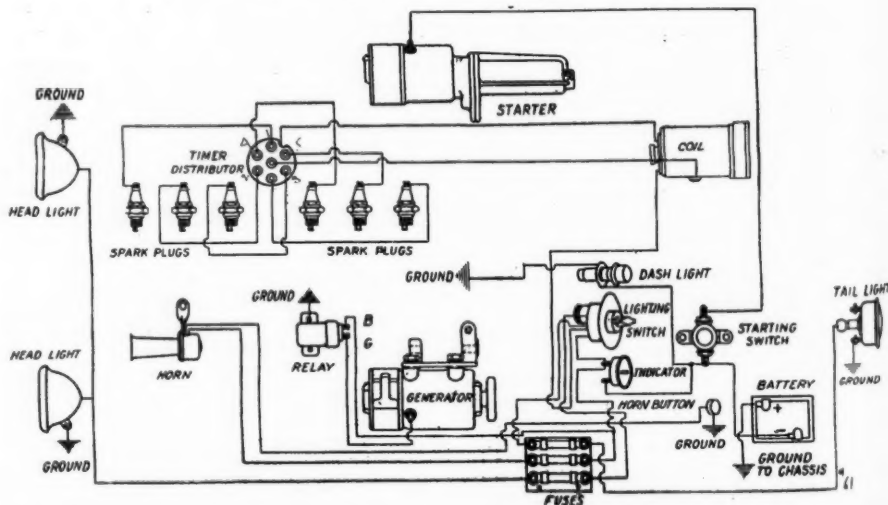 GROUND
STARTER
TIMER
DISTRIBUTOR
COIL
HEAD LIGHT
SPARK PLUGS
SPARK PLUGS
GROUND
DASH LIGHT
TAIL LIGHT
GROUND
B
G
LIGHTING
SWITCH
STARTING
SWITCH
HEAD LIGHT
HORN
RELAY
GENERATOR
INDICATOR
GROUND
BATTERY
HORN BUTTON
+
-
GROUND
GROUND
GROUND
TO CHASSIS
61
FUSES